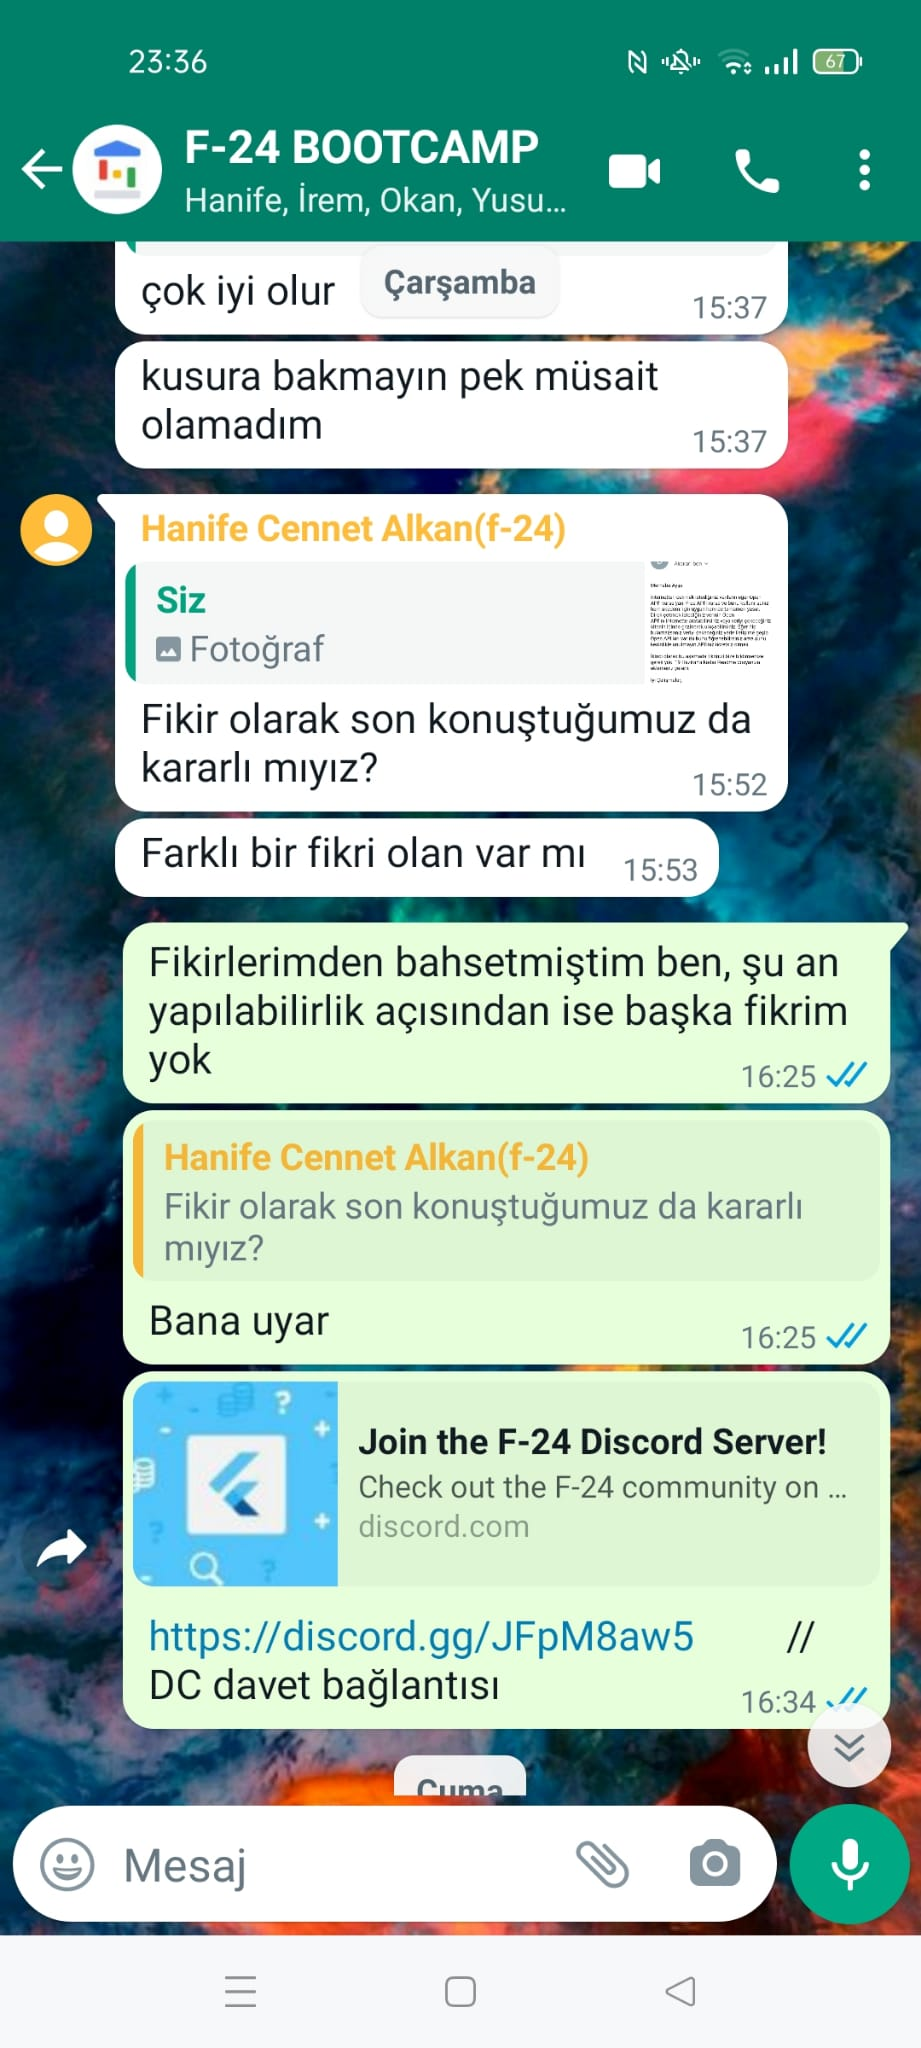 23:36
67
F-24 BOOTCAMP
Hanife, İrem, Okan, Yusu...
çok iyi olur
15:37
Çarşamba
kusura bakmayın pek müsait
olamadım
15:37
Hanife Cennet Alkan(f-24)
Siz
Fotoğraf
Fikir olarak son konuştuğumuz da
kararlı mıyız?
15:52
Farklı bir fikri olan var mı
15:53
Fikirlerimden bahsetmiştim ben, şu an
yapılabilirlik açısından ise başka fikrim
yok
16:25
Hanife Cennet Alkan(f-24)
Fikir olarak son konuştuğumuz da kararlı
mıyız?
Bana uyar
16:25
Join the F-24 Discord Server!
Check out the F-24 community on ...
discord.com
https://discord.gg/JFpM8aw5 //
DC davet bağlantısı
16:34
Cuma
Mesaj